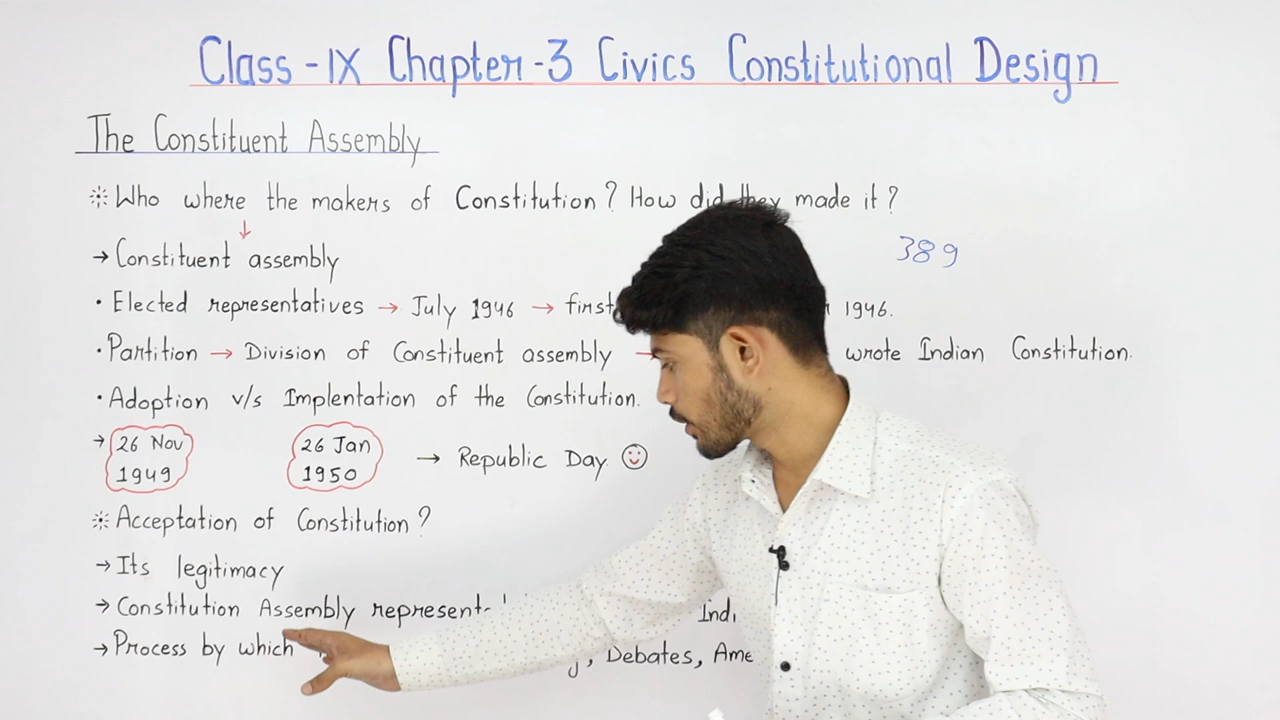 Class-IX Chapter-3 Civics Constitutional Design
The Constituent Assembly
Who where the makers of Constitution? How did they made it?
→ Constituent assembly
389
• Elected representatives → July 1946 → first 1946.
• Partition → Division of Constituent assembly → wrote Indian Constitution.
• Adoption v/s Implentation of the Constitution.
→ 26 Nov 1949 26 Jan 1950 → Republic Day
Acceptation of Constitution?
→ Its legitimacy
→ Constitution Assembly represent
→ Process by which , Debates,